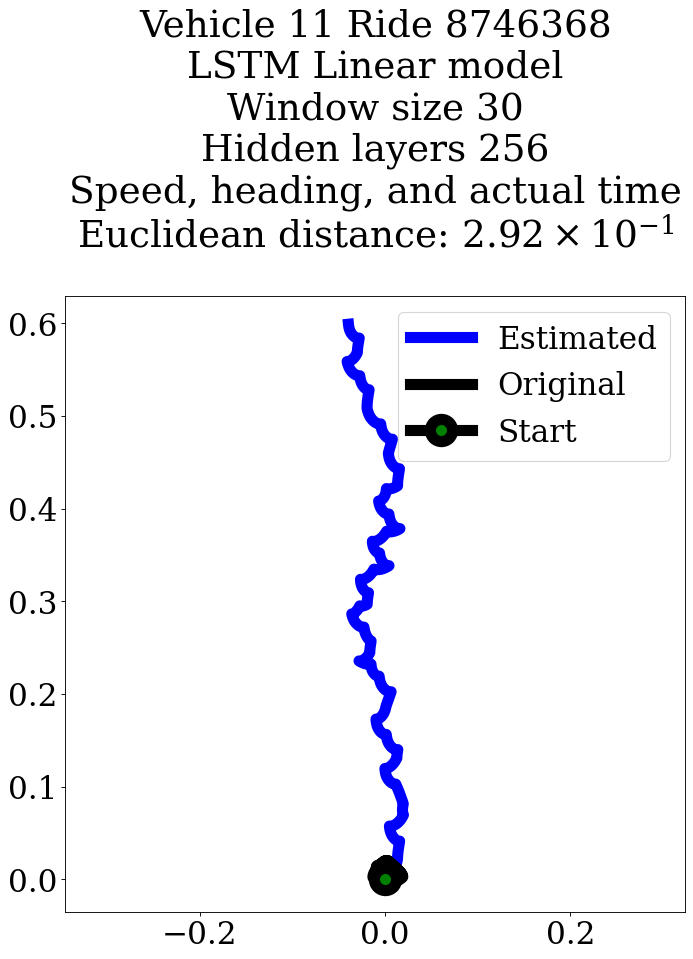 Vehicle 11 Ride 8746368
LSTM Linear model
Window size 30
Hidden layers 256
Speed, heading, and actual time
Euclidean distance: 2.92 × 10⁻¹
Estimated
Original
Start
0.6
0.5
0.4
0.3
0.2
0.1
0.0
−0.2 0.0 0.2